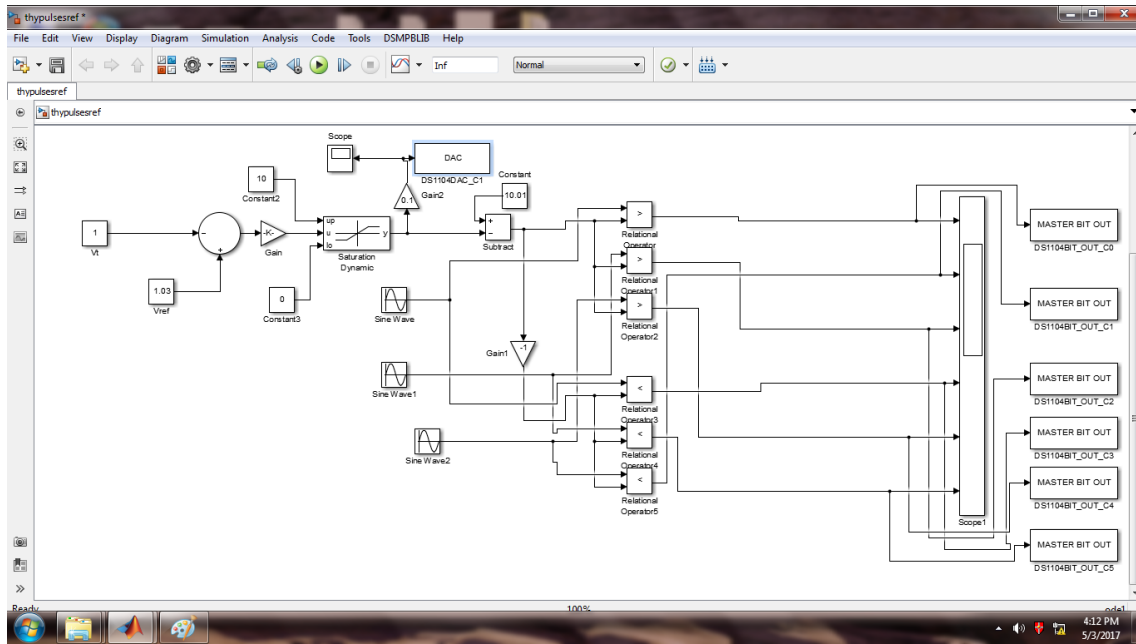 thypulsesref *
File Edit View Display Diagram Simulation Analysis Code Tools DSMPBLIB Help
Inf
Normal
thypulsesref
thypulsesref
Scope
DAC
DS1104DAC_C1
Constant
10
Constant2
0.1
Gain2
10.01
1
Vt
-
+
-K-
Gain
up
u
lo
y
Saturation
Dynamic
+
-
Subtract
>
Relational
Operator
MASTER BIT OUT
DS1104BIT_OUT_C0
>
Relational
Operator1
1.03
Vref
0
Constant3
Sine Wave
>
Relational
Operator2
MASTER BIT OUT
DS1104BIT_OUT_C1
-1
Gain1
Sine Wave1
<
Relational
Operator3
MASTER BIT OUT
DS1104BIT_OUT_C2
Sine Wave2
<
Relational
Operator4
MASTER BIT OUT
DS1104BIT_OUT_C3
<
Relational
Operator5
MASTER BIT OUT
DS1104BIT_OUT_C4
Scope1
MASTER BIT OUT
DS1104BIT_OUT_C5
Ready
100%
ode1
4:12 PM
5/3/2017